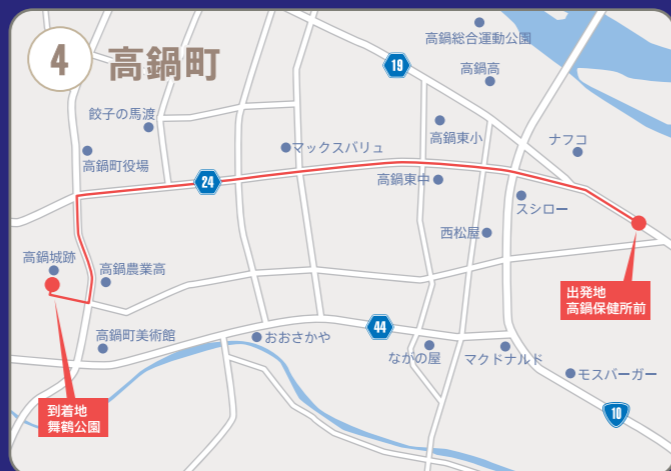 4 高鍋町
高鍋総合運動公園
19
高鍋高
餃子の馬渡
高鍋東小
ナフコ
マックスバリュ
高鍋町役場
高鍋東中
24
スシロー
西松屋
高鍋城跡
高鍋農業高
出発地
高鍋保健所前
44
高鍋町美術館
おおさかや
ながの屋
マクドナルド
モスバーガー
到着地
舞鶴公園
10